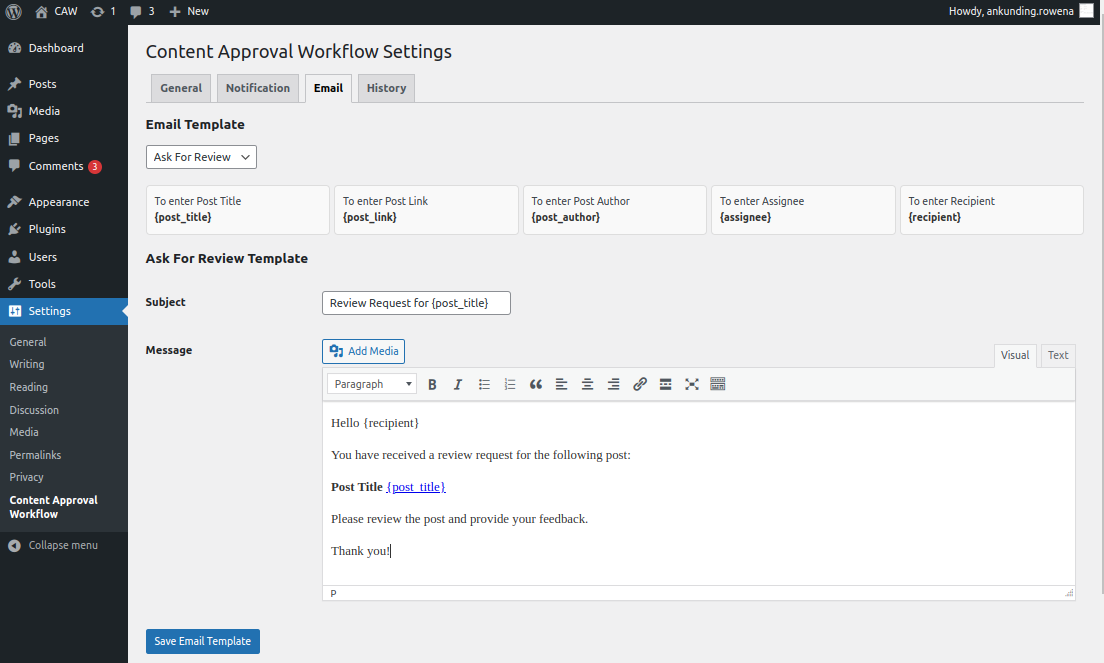 CAW 1 3 New Howdy, ankunding.rowena
Dashboard
Posts
Media
Pages
Comments 3
Appearance
Plugins
Users
Tools
Settings
General
Writing
Reading
Discussion
Media
Permalinks
Privacy
Content Approval
Workflow
Collapse menu
Content Approval Workflow Settings
General Notification Email History
Email Template
Ask For Review
To enter Post Title
{post_title}
To enter Post Link
{post_link}
To enter Post Author
{post_author}
To enter Assignee
{assignee}
To enter Recipient
{recipient}
Ask For Review Template
Subject Review Request for {post_title}
Message Add Media Visual Text
Paragraph
Hello {recipient}
You have received a review request for the following post:
Post Title {post_title}
Please review the post and provide your feedback.
Thank you!
P
Save Email Template